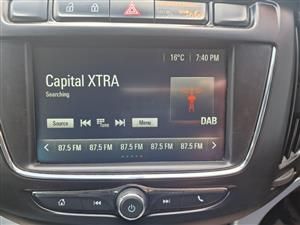 16°C 7:40 PM
Capital XTRA
Searching
Source Tune Menu DAB
87.5 FM 87.5 FM 87.5 FM 87.5 FM 87.5 FM